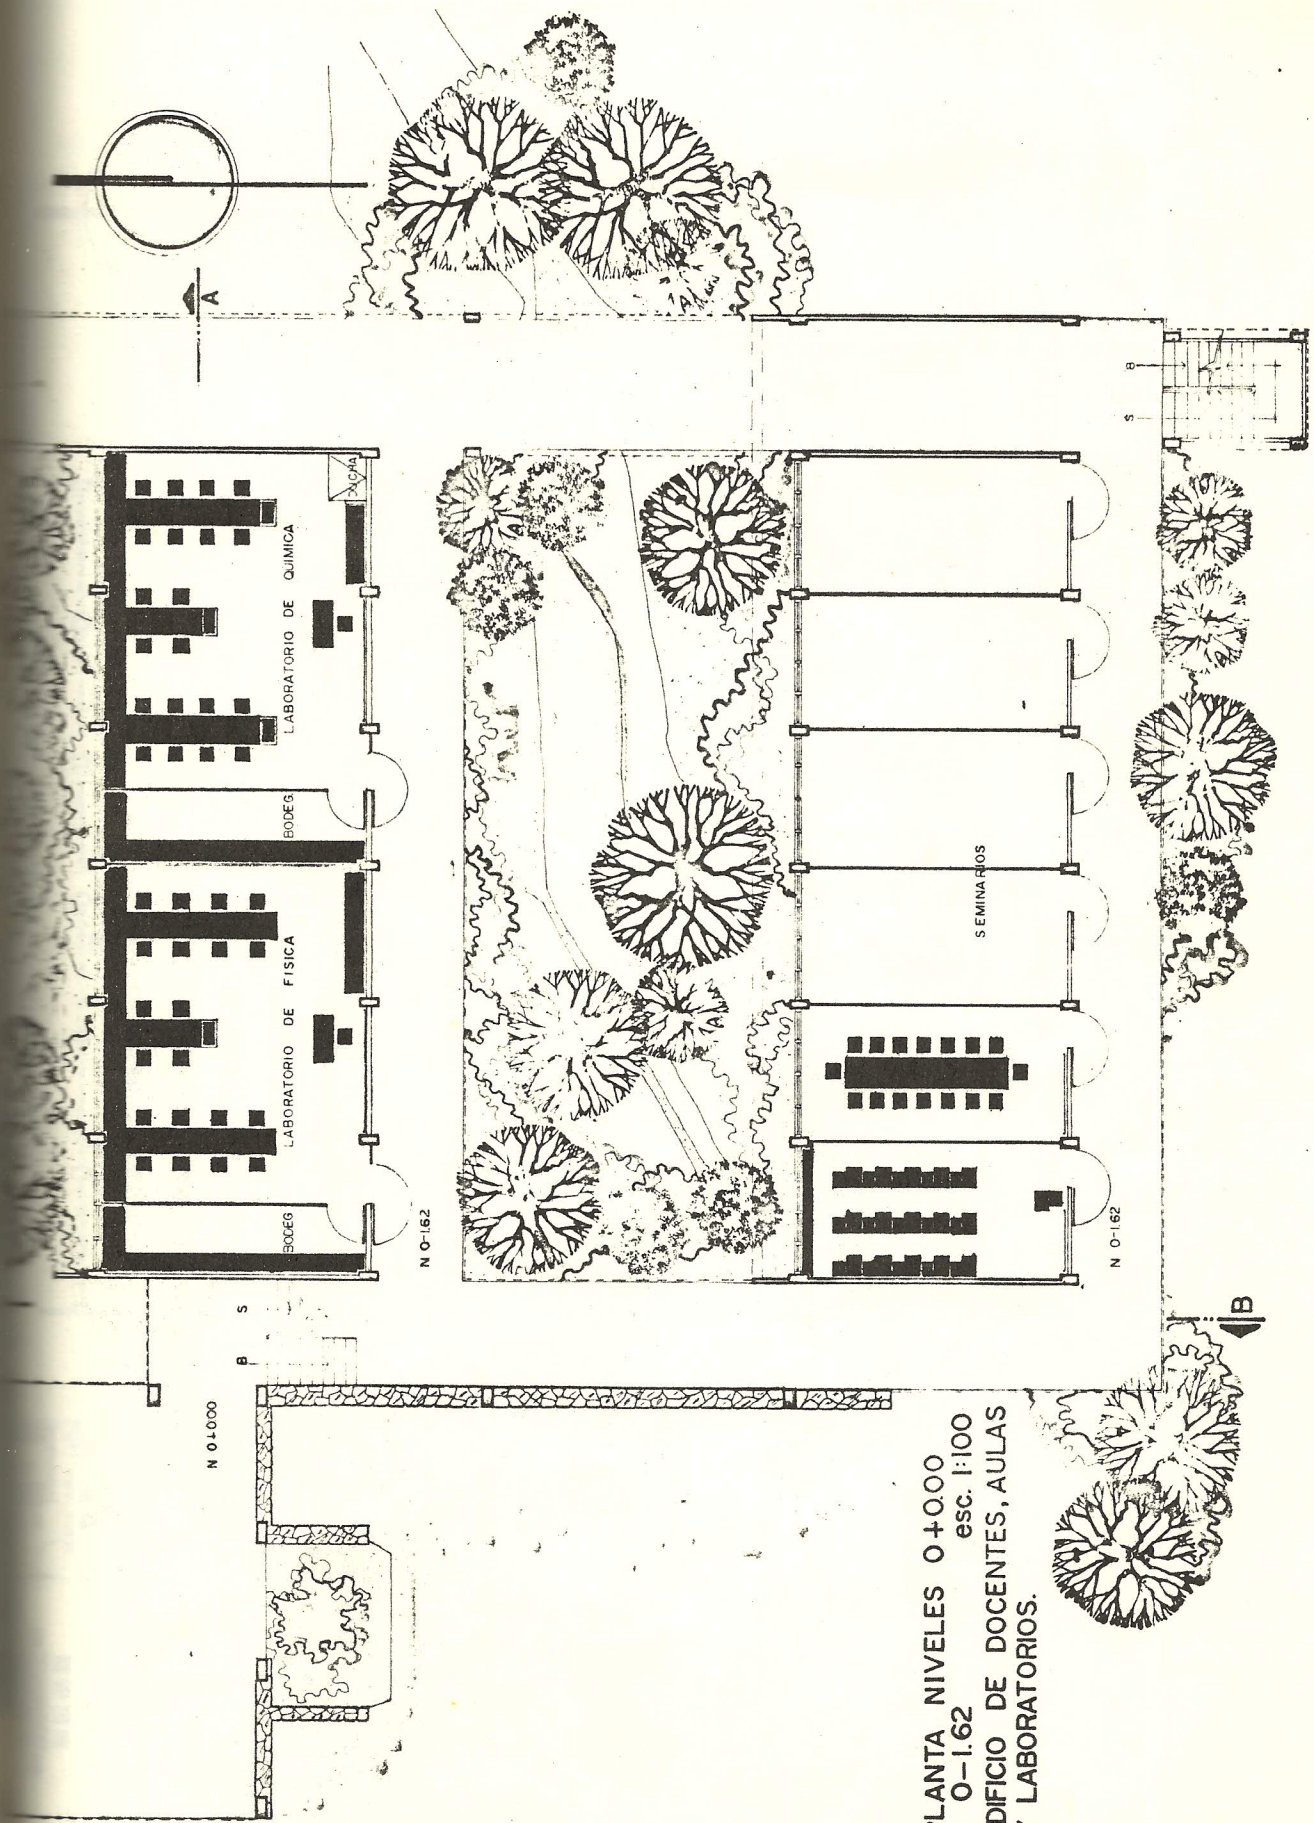 A
DUCHA
LABORATORIO DE QUIMICA
BODEG.
LABORATORIO DE FISICA
BODEG
N 0-1.62
B
S
SEMINARIOS
N 0-1.62
B
S
B
N 0+0.00
PLANTA NIVELES 0+0.00
0-1.62 esc. 1:100
DIFICIO DE DOCENTES, AULAS
Y LABORATORIOS.